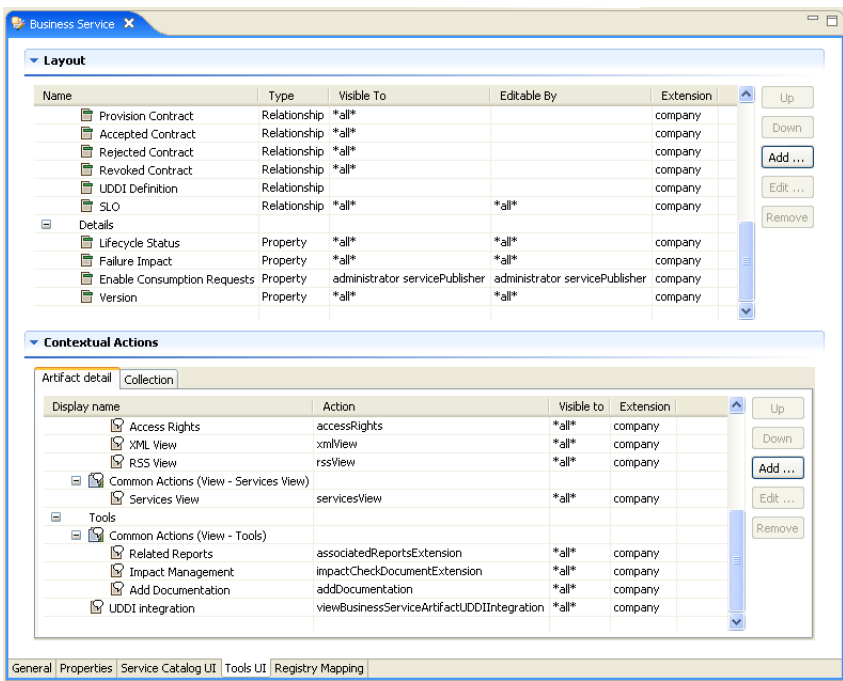 Business Service
Layout
Name Type Visible To Editable By Extension
Provision Contract Relationship *all* company
Accepted Contract Relationship *all* company
Rejected Contract Relationship *all* company
Revoked Contract Relationship *all* company
UDDI Definition Relationship company
SLO Relationship *all* *all* company
Details
Lifecycle Status Property *all* *all* company
Failure Impact Property *all* *all* company
Enable Consumption Requests Property administrator servicePublisher administrator servicePublisher company
Version Property *all* *all* company
Up
Down
Add ...
Edit ...
Remove
Contextual Actions
Artifact detail Collection
Display name Action Visible to Extension
Access Rights accessRights *all* company
XML View xmlView *all* company
RSS View rssView *all* company
Common Actions (View - Services View)
Services View servicesView *all* company
Tools
Common Actions (View - Tools)
Related Reports associatedReportsExtension *all* company
Impact Management impactCheckDocumentExtension *all* company
Add Documentation addDocumentation *all* company
UDDI integration viewBusinessServiceArtifactUDDIIntegration *all* company
Up
Down
Add ...
Edit ...
Remove
General Properties Service Catalog UI Tools UI Registry Mapping